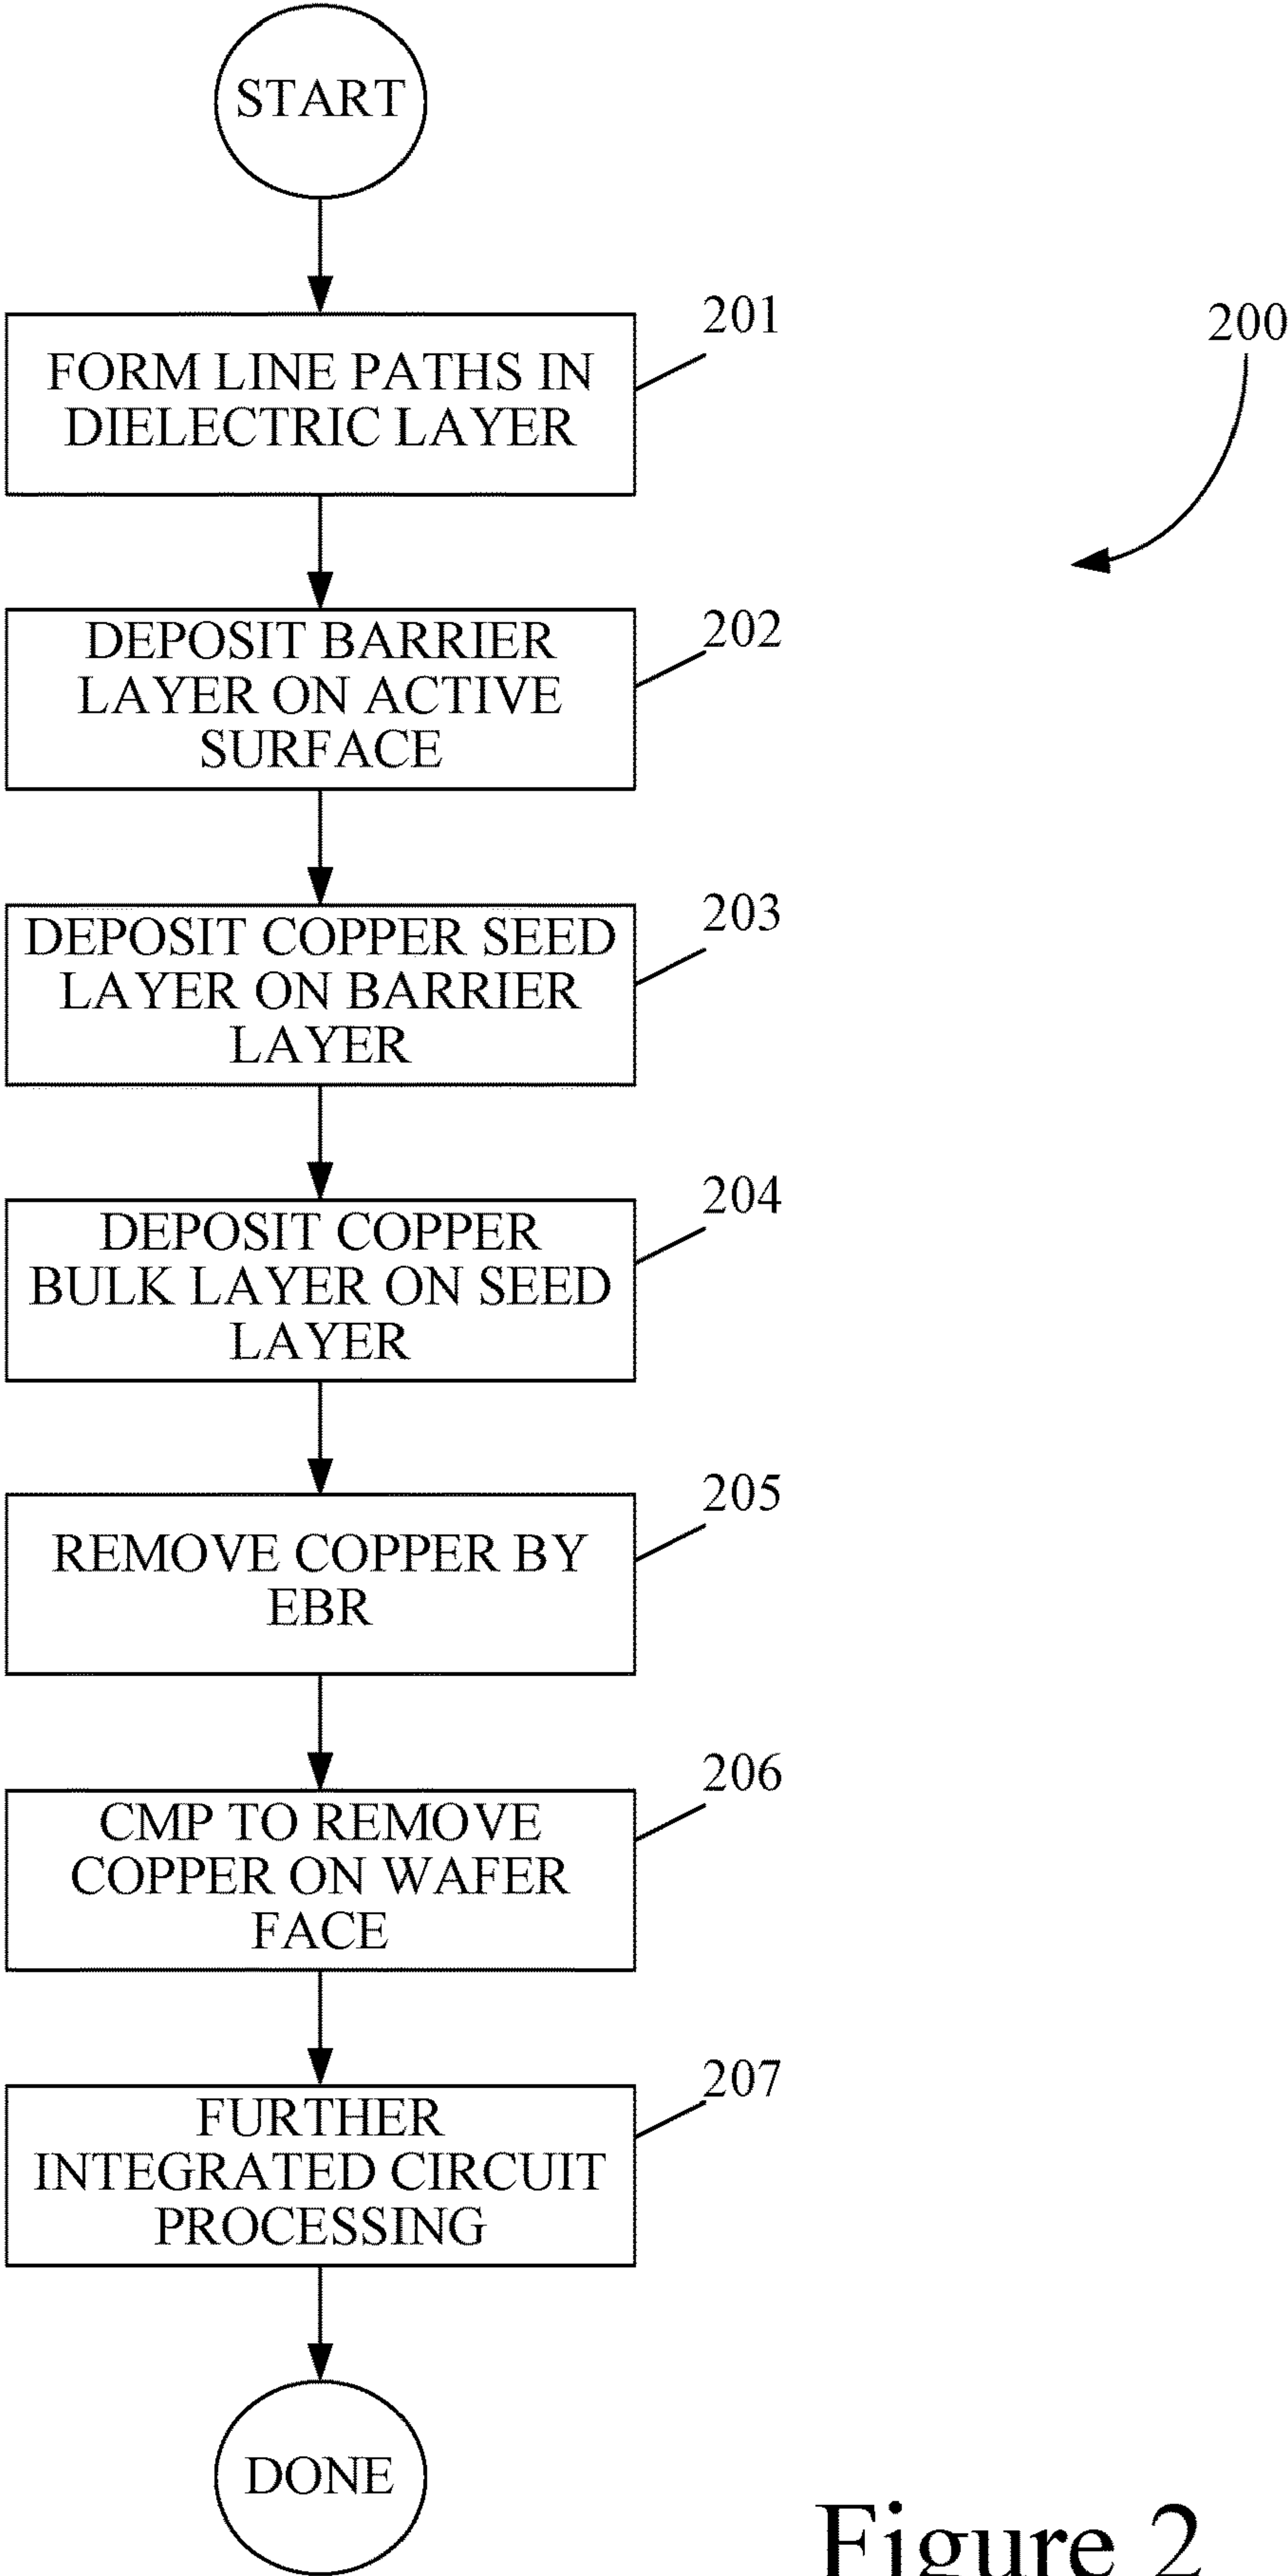 START
201
200
FORM LINE PATHS IN
DIELECTRIC LAYER
202
DEPOSIT BARRIER
LAYER ON ACTIVE
SURFACE
203
DEPOSIT COPPER SEED
LAYER ON BARRIER
LAYER
204
DEPOSIT COPPER
BULK LAYER ON SEED
LAYER
205
REMOVE COPPER BY
EBR
206
CMP TO REMOVE
COPPER ON WAFER
FACE
207
FURTHER
INTEGRATED CIRCUIT
PROCESSING
DONE
Figure 2